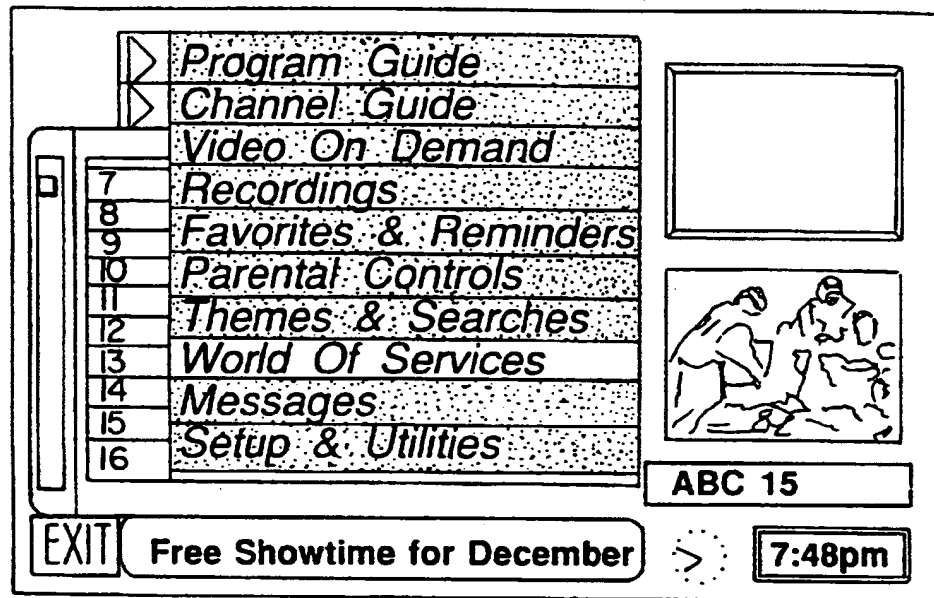 Program Guide
Channel Guide
Video On Demand
7 Recordings
8
9 Favorites & Reminders
10 Parental Controls
11
12 Themes & Searches
13 World Of Services
14
15 Messages
16 Setup & Utilities
ABC 15
EXIT Free Showtime for December 7:48pm